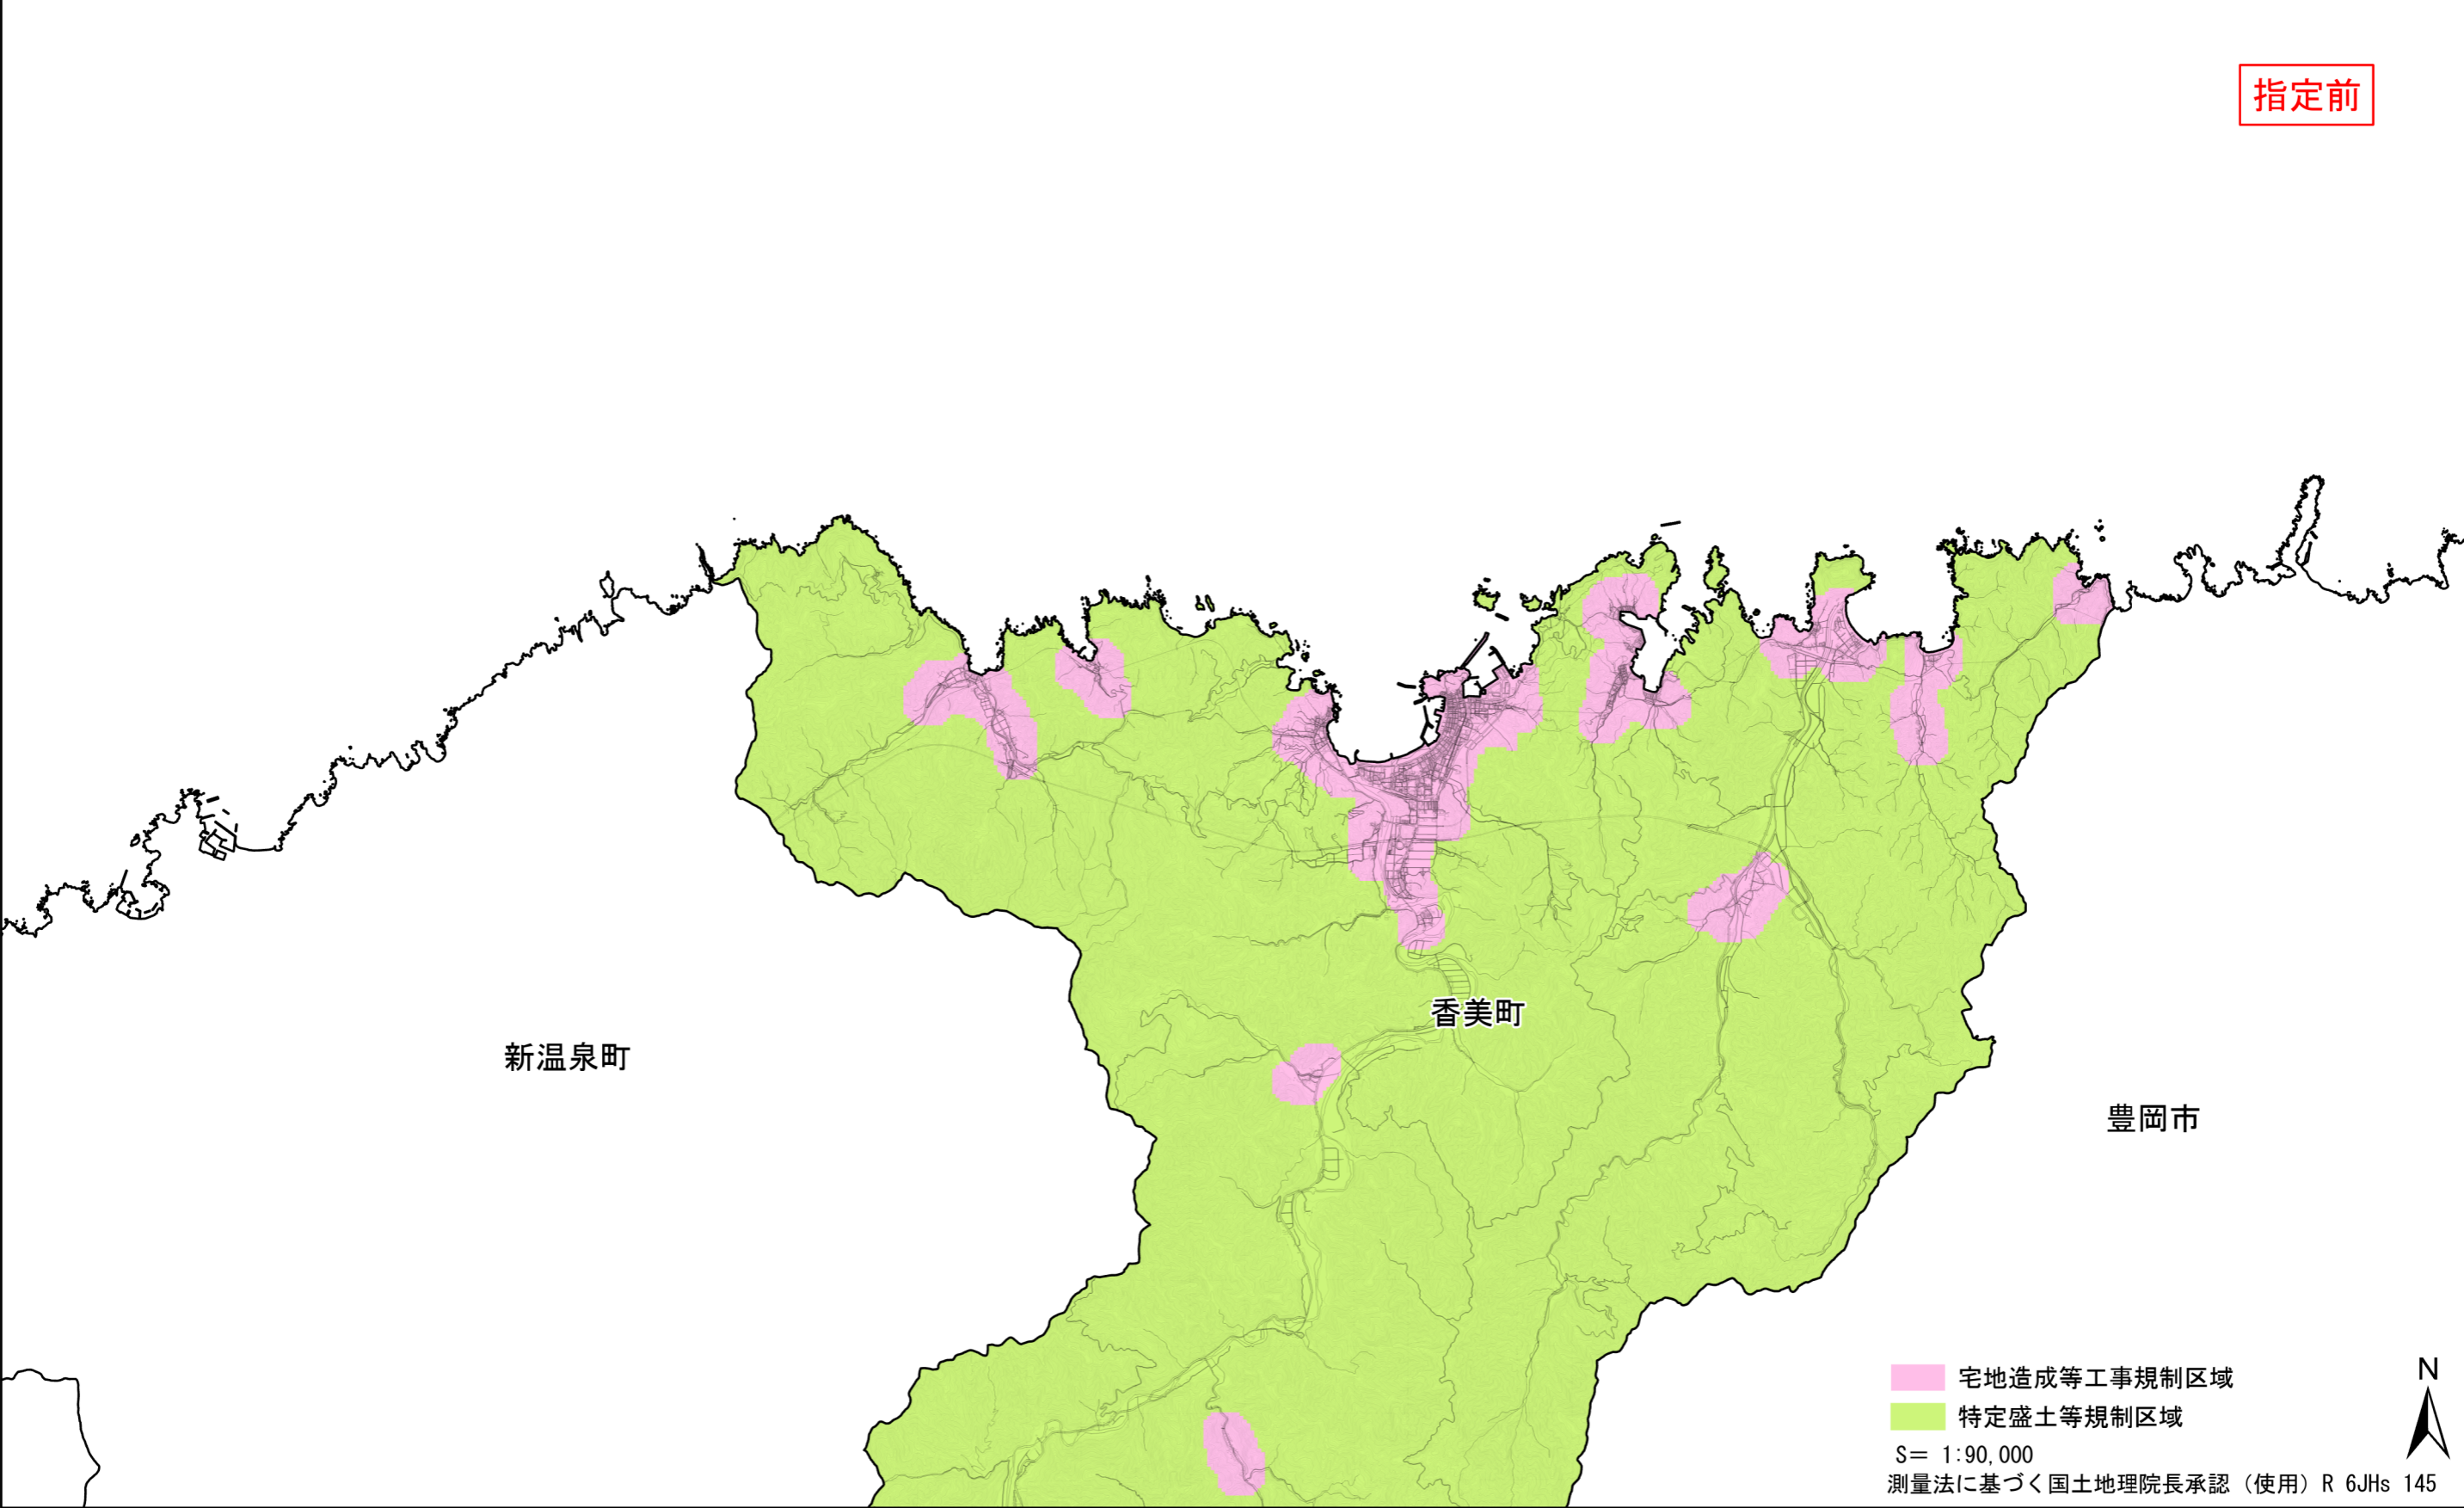 指定前
香美町
新温泉町
豊岡市
宅地造成等工事規制区域
特定盛土等規制区域
N
S= 1:90,000
測量法に基づく国土地理院長承認（使用）R 6JHs 145